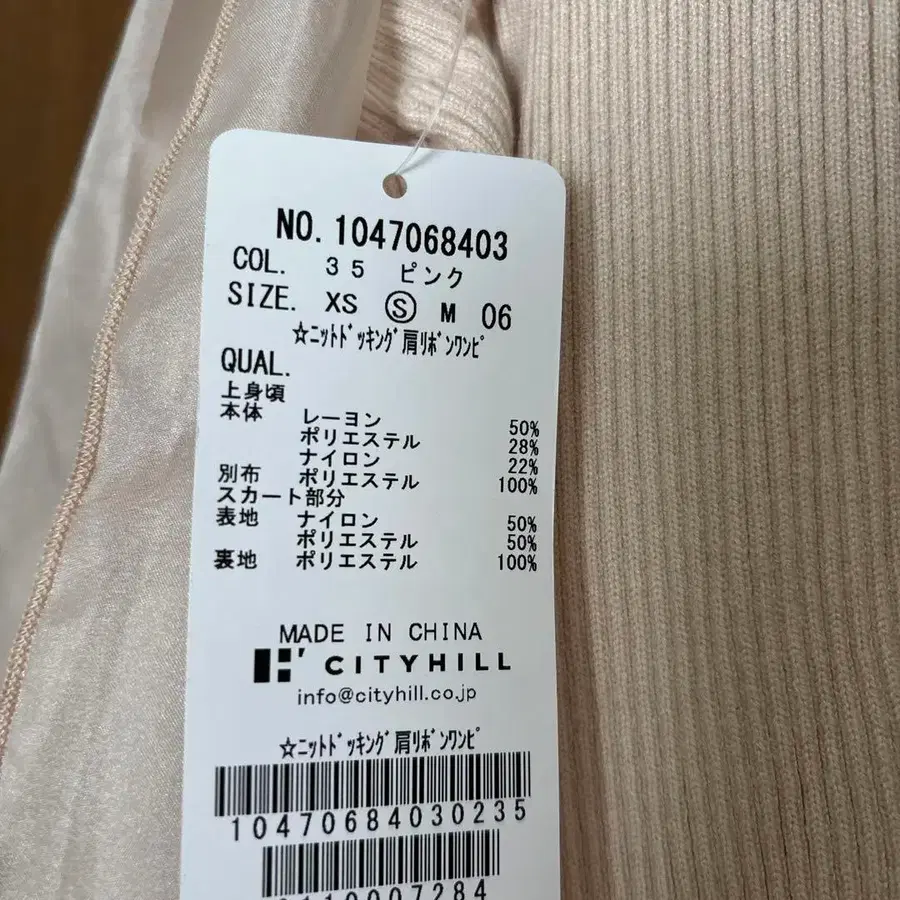 NO. 1047068403
COL. 35 ピンク
SIZE. XS Ⓢ M 06
☆ニットドッキング肩リボンワンピ
QUAL.
上身頃
本体 レーヨン 50%
ポリエステル 28%
ナイロン 22%
別布 ポリエステル 100%
スカート部分
表地 ナイロン 50%
ポリエステル 50%
裏地 ポリエステル 100%
MADE IN CHINA
CITYHILL
info@cityhill.co.jp
☆ニットドッキング肩リボンワンピ
10470684030235